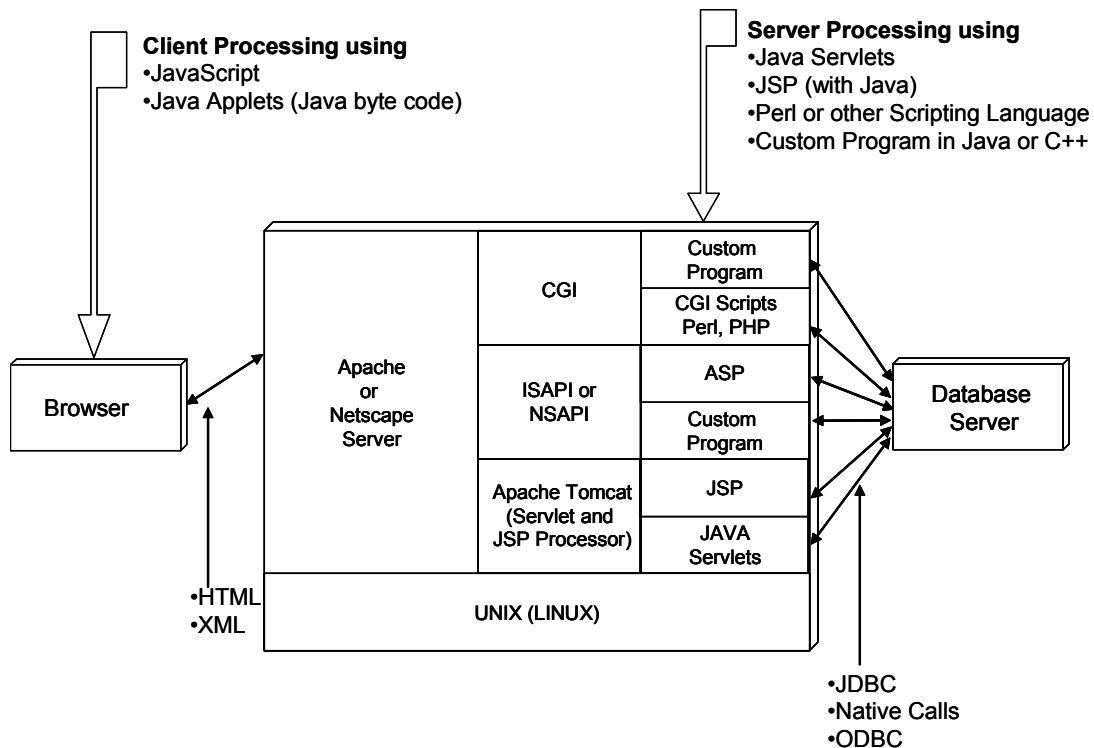 Client Processing using
•JavaScript
•Java Applets (Java byte code)
Server Processing using
•Java Servlets
•JSP (with Java)
•Perl or other Scripting Language
•Custom Program in Java or C++
Browser
•HTML
•XML
Apache
or
Netscape
Server
CGI
Custom
Program
CGI Scripts
Perl, PHP
ISAPI or
NSAPI
ASP
Custom
Program
Apache Tomcat
(Servlet and
JSP Processor)
JSP
JAVA
Servlets
UNIX (LINUX)
Database
Server
•JDBC
•Native Calls
•ODBC